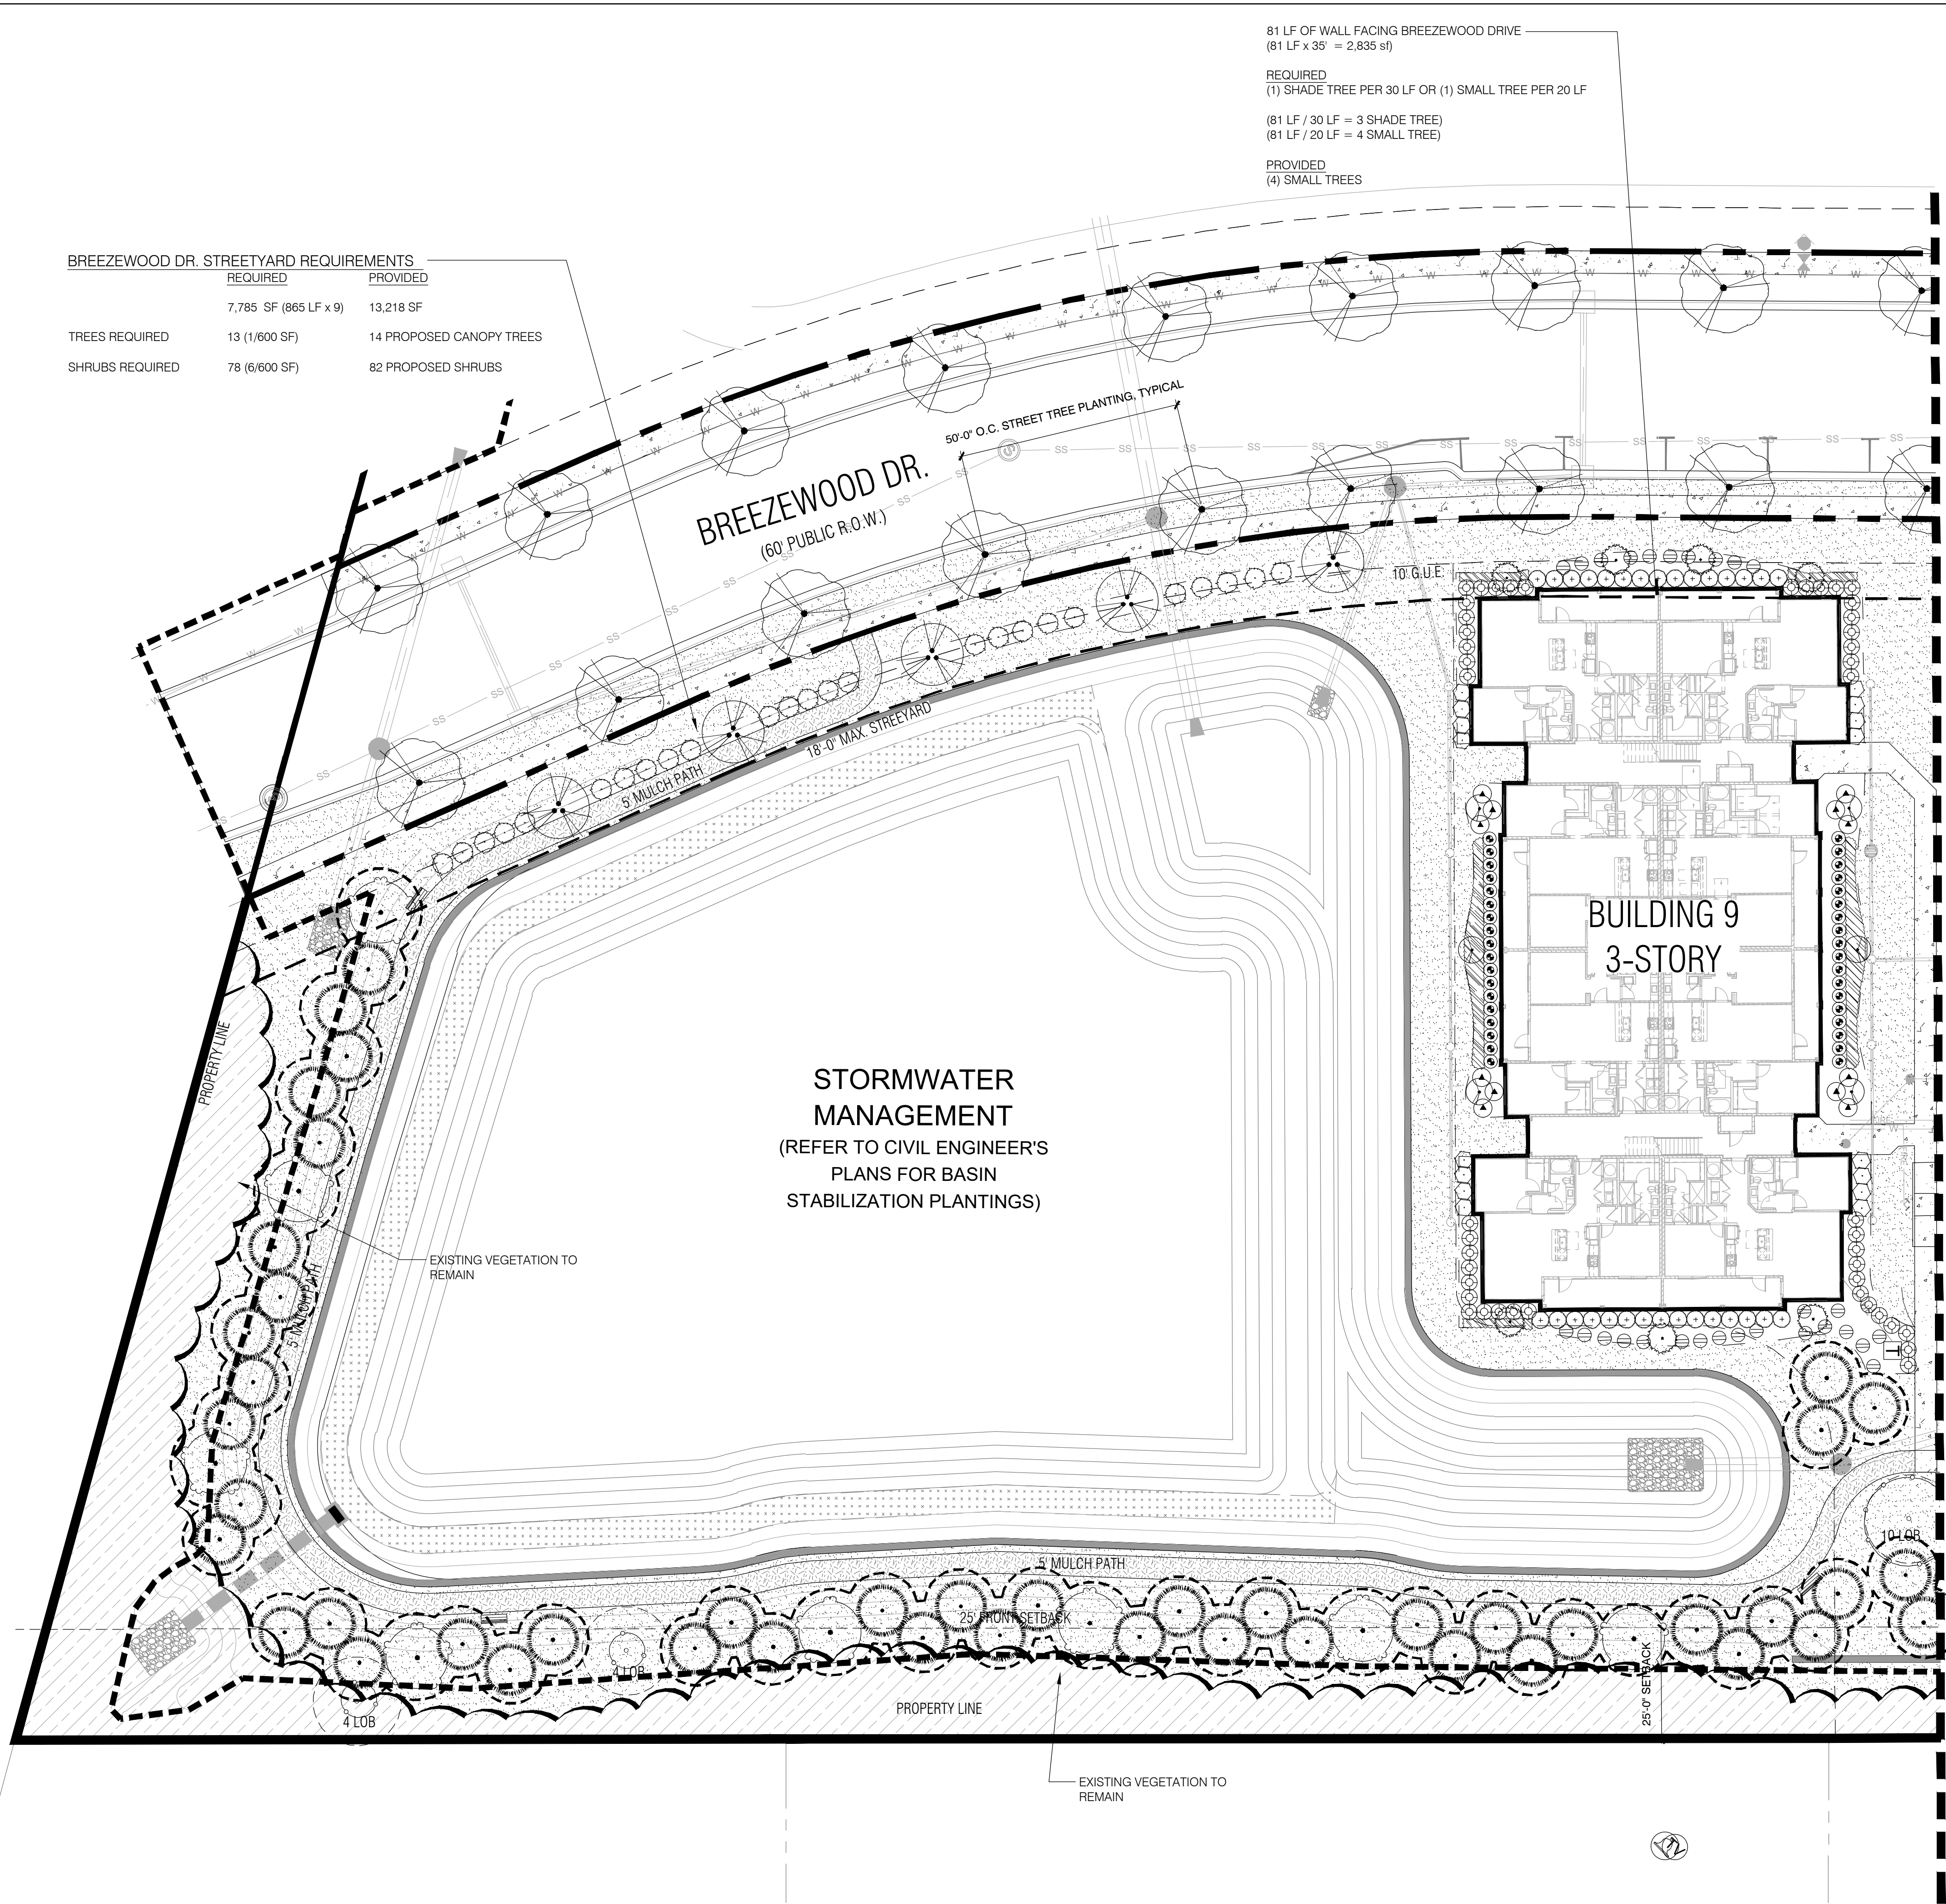 81 LF OF WALL FACING BREEZEWOOD DRIVE
(81 LF x 35' = 2,835 sf)
REQUIRED
(1) SHADE TREE PER 30 LF OR (1) SMALL TREE PER 20 LF
(81 LF / 30 LF = 3 SHADE TREE)
(81 LF / 20 LF = 4 SMALL TREE)
PROVIDED
(4) SMALL TREES
BREEZEWOOD DR. STREETYARD REQUIREMENTS
REQUIRED PROVIDED
7,785 SF (865 LF x 9) 13,218 SF
TREES REQUIRED 13 (1/600 SF) 14 PROPOSED CANOPY TREES
SHRUBS REQUIRED 78 (6/600 SF) 82 PROPOSED SHRUBS
50'-0" O.C. STREET TREE PLANTING, TYPICAL
BREEZEWOOD DR.
(60' PUBLIC R.O.W.)
10' G.U.E.
18'-0" MAX. STREEYARD
5' MULCH PATH
BUILDING 9
3-STORY
PROPERTY LINE
STORMWATER
MANAGEMENT
(REFER TO CIVIL ENGINEER'S
PLANS FOR BASIN
STABILIZATION PLANTINGS)
EXISTING VEGETATION TO
REMAIN
5' MULCH PATH
10 LOB
5' MULCH PATH
25' FRONT SETBACK
4 LOB
25'-0" SETBACK
PROPERTY LINE
4 LOB
EXISTING VEGETATION TO
REMAIN